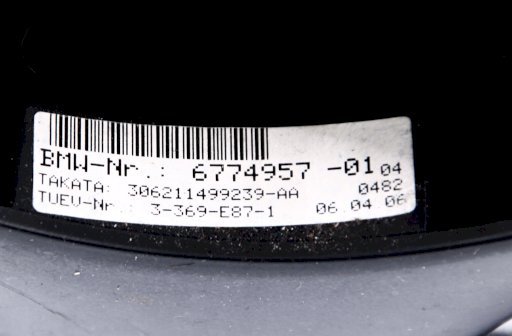 BMW-Nr.: 6774957 -01 04
TAKATA: 306211499239-AA 0482
TUEV-Nr.: 3-369-E87-1 06.04.06